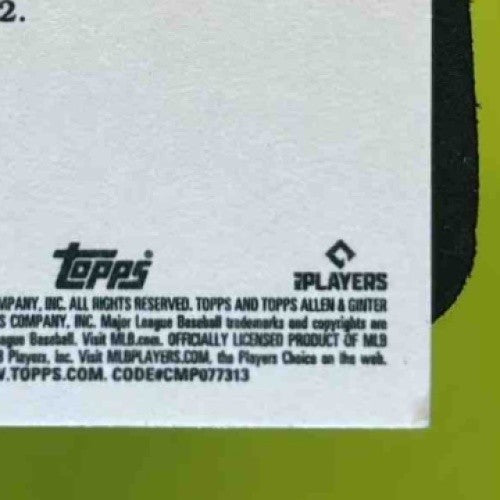 2.
topps
PLAYERS
MPANY, INC. ALL RIGHTS RESERVED. TOPPS AND TOPPS ALLEN & GINTER
S COMPANY, INC. Major League Baseball trademarks and copyrights are
ague Baseball. Visit MLB.com. OFFICIALLY LICENSED PRODUCT OF MLB
B Players, Inc. Visit MLBPLAYERS.COM, the Players Choice on the web.
W.TOPPS.COM. CODE#CMP077313